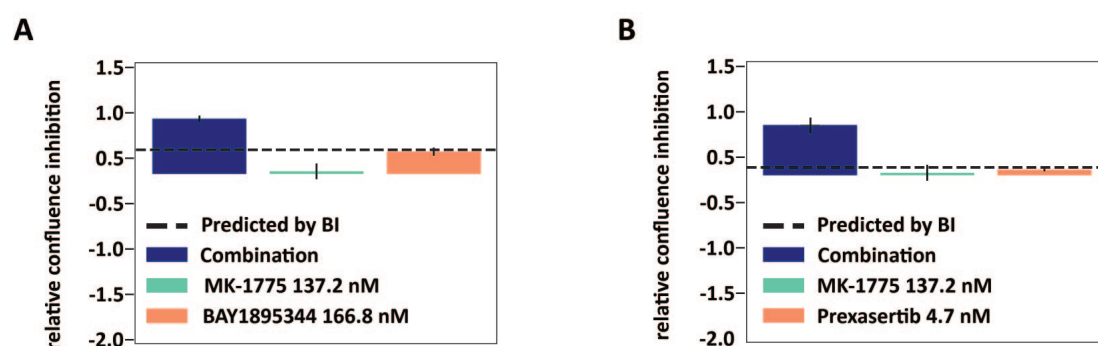 A
relative confluence inhibition
1.5
1.0
0.5
-0.5
-1.0
-1.5
-2.0
Predicted by BI
Combination
MK-1775 137.2 nM
BAY1895344 166.8 nM
B
relative confluence inhibition
1.5
1.0
0.5
-0.5
-1.0
-1.5
-2.0
Predicted by BI
Combination
MK-1775 137.2 nM
Prexasertib 4.7 nM